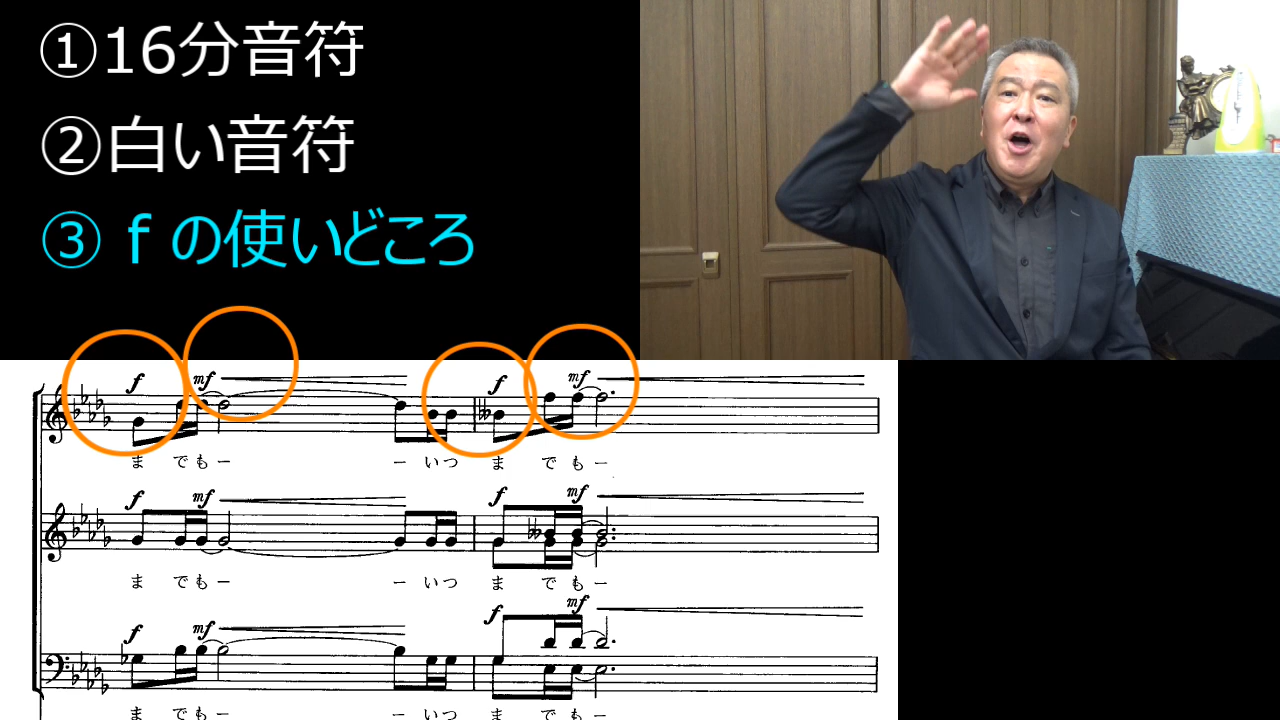 ①16分音符
②白い音符
③ f の使いどころ
f mf f mf
ま でも ー ー いつ ま でも ー
f mf f mf
ま でも ー ー いつ ま でも ー
f mf f mf
ま でも ー ー いつ ま でも ー